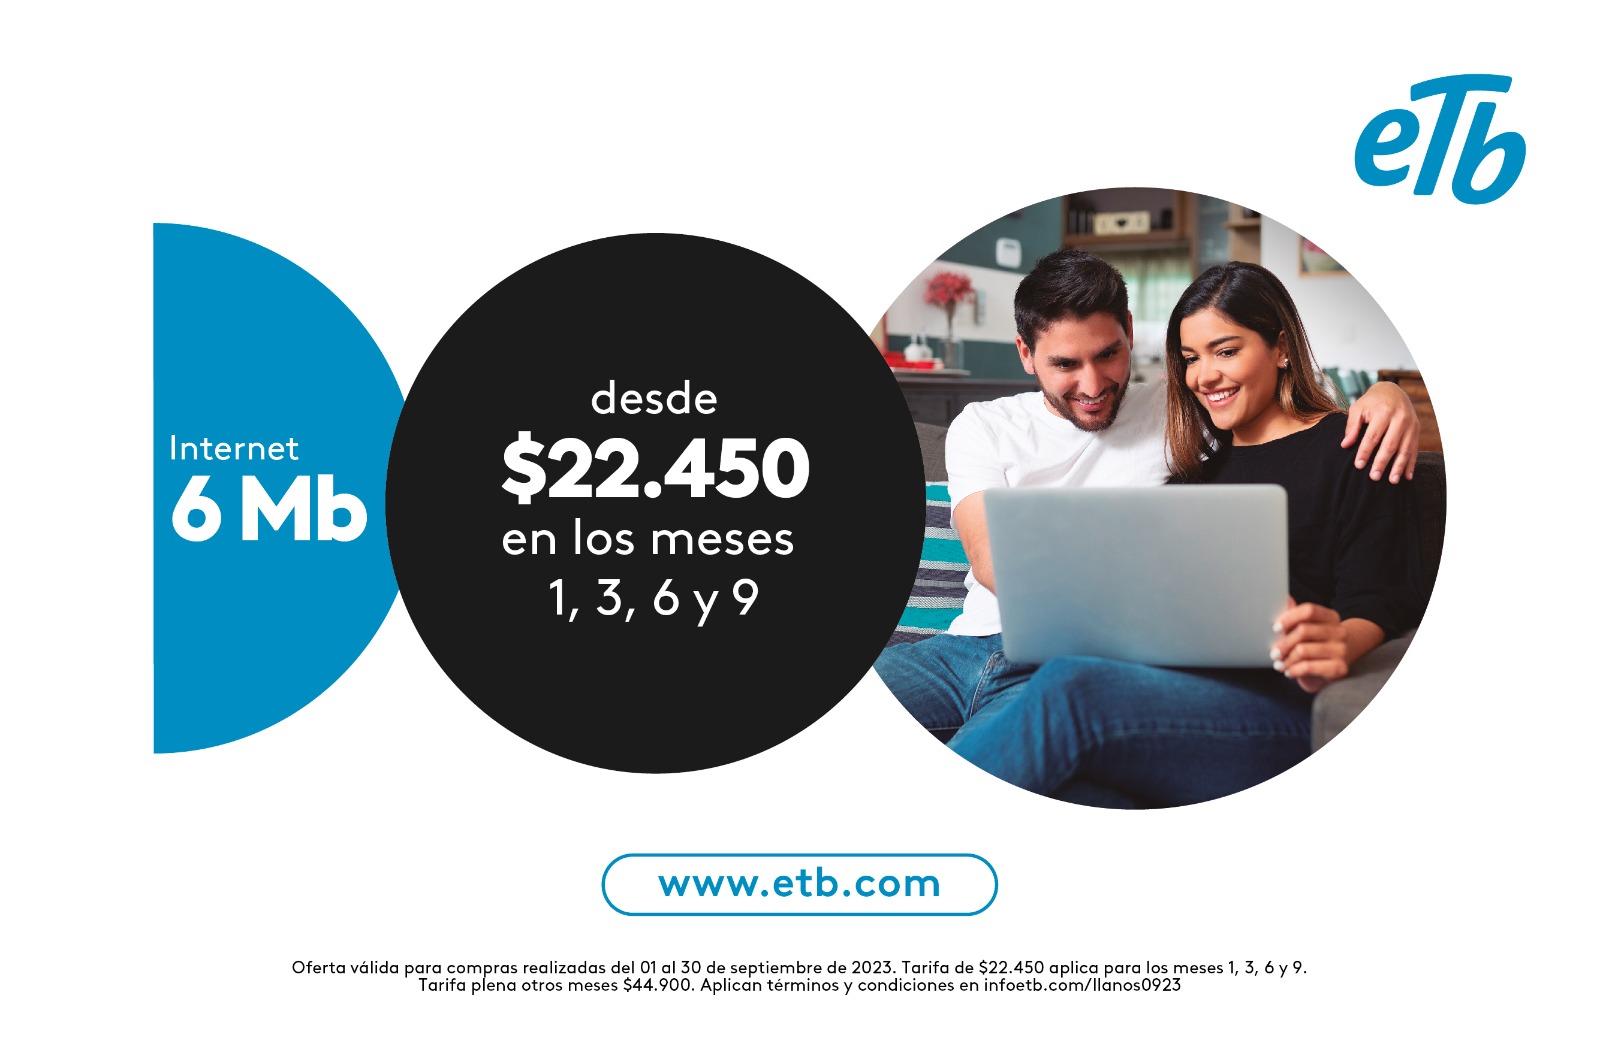 eTb
Internet
6 Mb
desde
$22.450
en los meses
1, 3, 6 y 9
www.etb.com
Oferta válida para compras realizadas del 01 al 30 de septiembre de 2023. Tarifa de $22.450 aplica para los meses 1, 3, 6 y 9.
Tarifa plena otros meses $44.900. Aplican términos y condiciones en infoetb.com/llanos0923